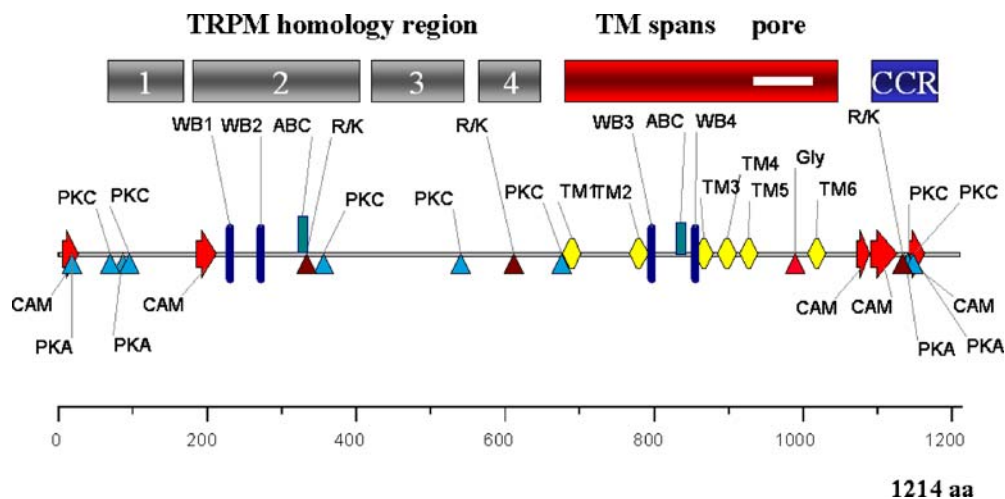 TRPM homology region TM spans pore
1 2 3 4 CCR
WB1 WB2 ABC R/K R/K WB3 ABC WB4 R/K
PKC PKC PKC PKC PKC TM1 TM2 TM3 TM4 TM5 Gly TM6 PKC PKC
CAM CAM CAM CAM CAM
PKA PKA PKA PKA
0 200 400 600 800 1000 1200
1214 aa